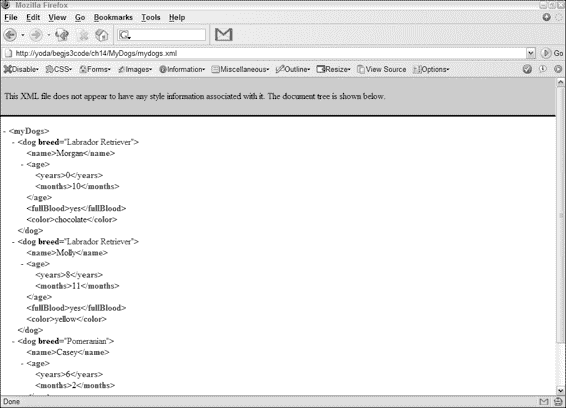 Mozilla Firefox
File Edit View Go Bookmarks Tools Help
G
http://yoda/begjs3code/ch14/MyDogs/mydogs.xml
Go
Disable CSS Forms Images Information Miscellaneous Outline Resize View Source Options
This XML file does not appear to have any style information associated with it. The document tree is shown below.
- <myDogs>
- <dog breed="Labrador Retriever">
<name>Morgan</name>
- <age>
<years>0</years>
<months>10</months>
</age>
<fullBlood>yes</fullBlood>
<color>chocolate</color>
</dog>
- <dog breed="Labrador Retriever">
<name>Molly</name>
- <age>
<years>8</years>
<months>11</months>
</age>
<fullBlood>yes</fullBlood>
<color>yellow</color>
</dog>
- <dog breed="Pomeranian">
<name>Casey</name>
- <age>
<years>6</years>
<months>2</months>
Done